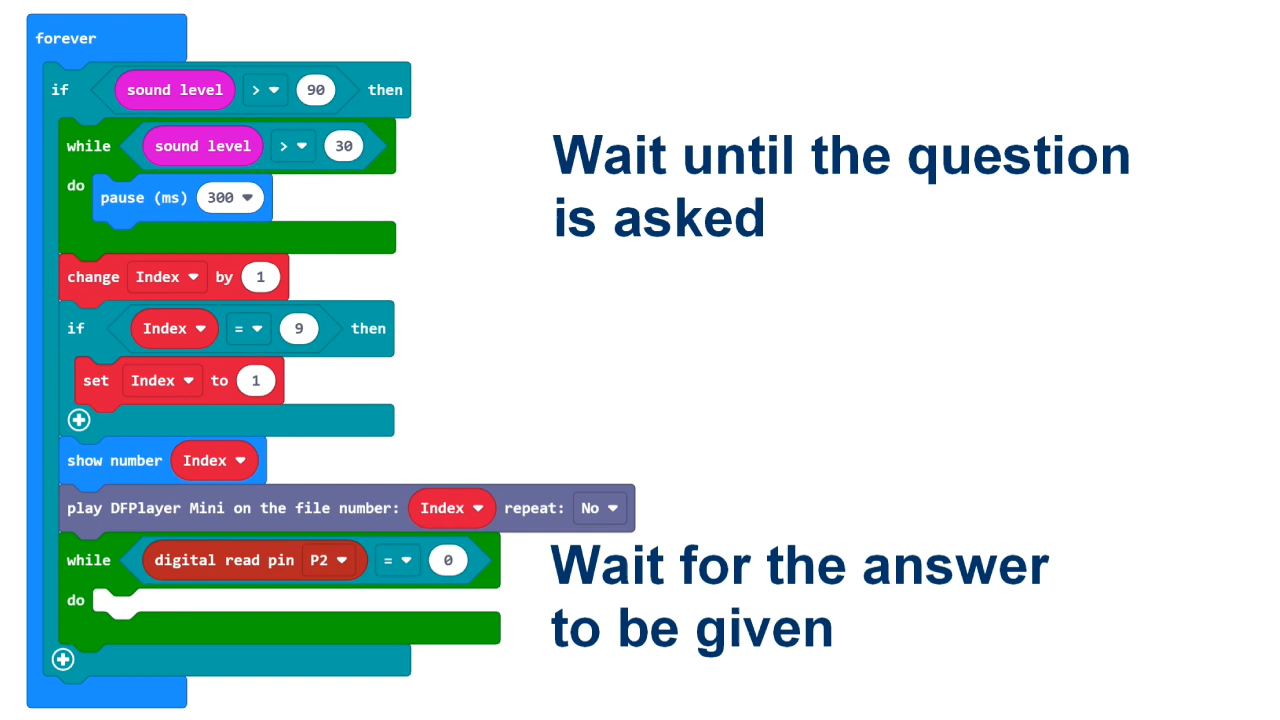 forever
if sound level > 90 then
while sound level > 30
do pause (ms) 300
Wait until the question
is asked
change Index by 1
if Index = 9 then
set Index to 1
show number Index
play DFPlayer Mini on the file number: Index repeat: No
while digital read pin P2 = 0
do
Wait for the answer
to be given